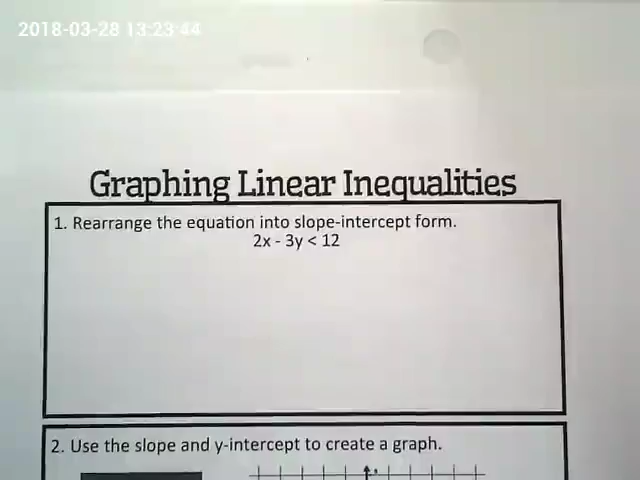 2018-03-28 13:23:44
Graphing Linear Inequalities
1. Rearrange the equation into slope-intercept form.
2x - 3y < 12
2. Use the slope and y-intercept to create a graph.